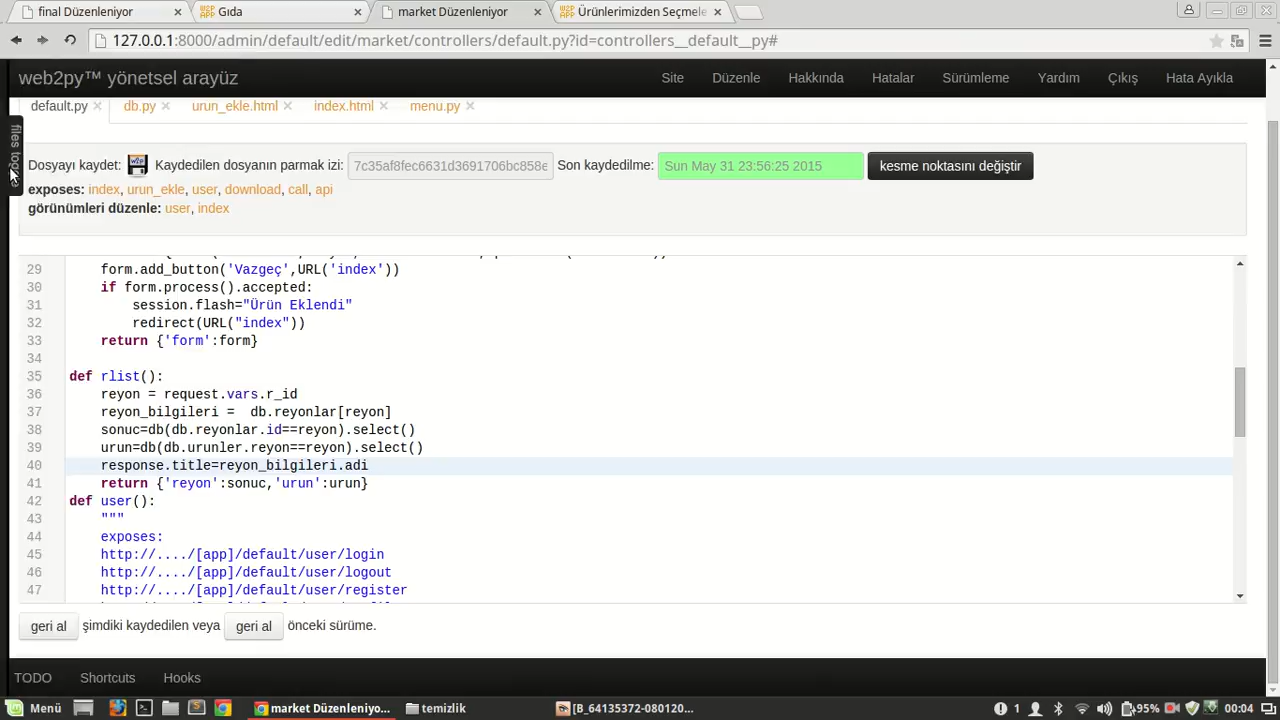 final Düzenleniyor
Gıda
market Düzenleniyor
Ürünlerimizden Seçmele
127.0.0.1:8000/admin/default/edit/market/controllers/default.py?id=controllers__default__py#
web2py™ yönetsel arayüz
Site Düzenle Hakkında Hatalar Sürümleme Yardım Çıkış Hata Ayıkla
default.py db.py urun_ekle.html index.html menu.py
Dosyayı kaydet: Kaydedilen dosyanın parmak izi: 7c35af8fec6631d3691706bc858e Son kaydedilme: Sun May 31 23:56:25 2015 kesme noktasını değiştir
exposes: index, urun_ekle, user, download, call, api
görünümleri düzenle: user, index
29 form.add_button('Vazgeç',URL('index'))
30 if form.process().accepted:
31 session.flash="Ürün Eklendi"
32 redirect(URL("index"))
33 return {'form':form}
34
35 def rlist():
36 reyon = request.vars.r_id
37 reyon_bilgileri =  db.reyonlar[reyon]
38 sonuc=db(db.reyonlar.id==reyon).select()
39 urun=db(db.urunler.reyon==reyon).select()
40 response.title=reyon_bilgileri.adi
41 return {'reyon':sonuc,'urun':urun}
42 def user():
43 """
44 exposes:
45 http://..../[app]/default/user/login
46 http://..../[app]/default/user/logout
47 http://..../[app]/default/user/register
geri al şimdiki kaydedilen veya geri al önceki sürüme.
TODO Shortcuts Hooks
Menü market Düzenleniyo... temizlik [B_64135372-080120... 1 95% 00:04